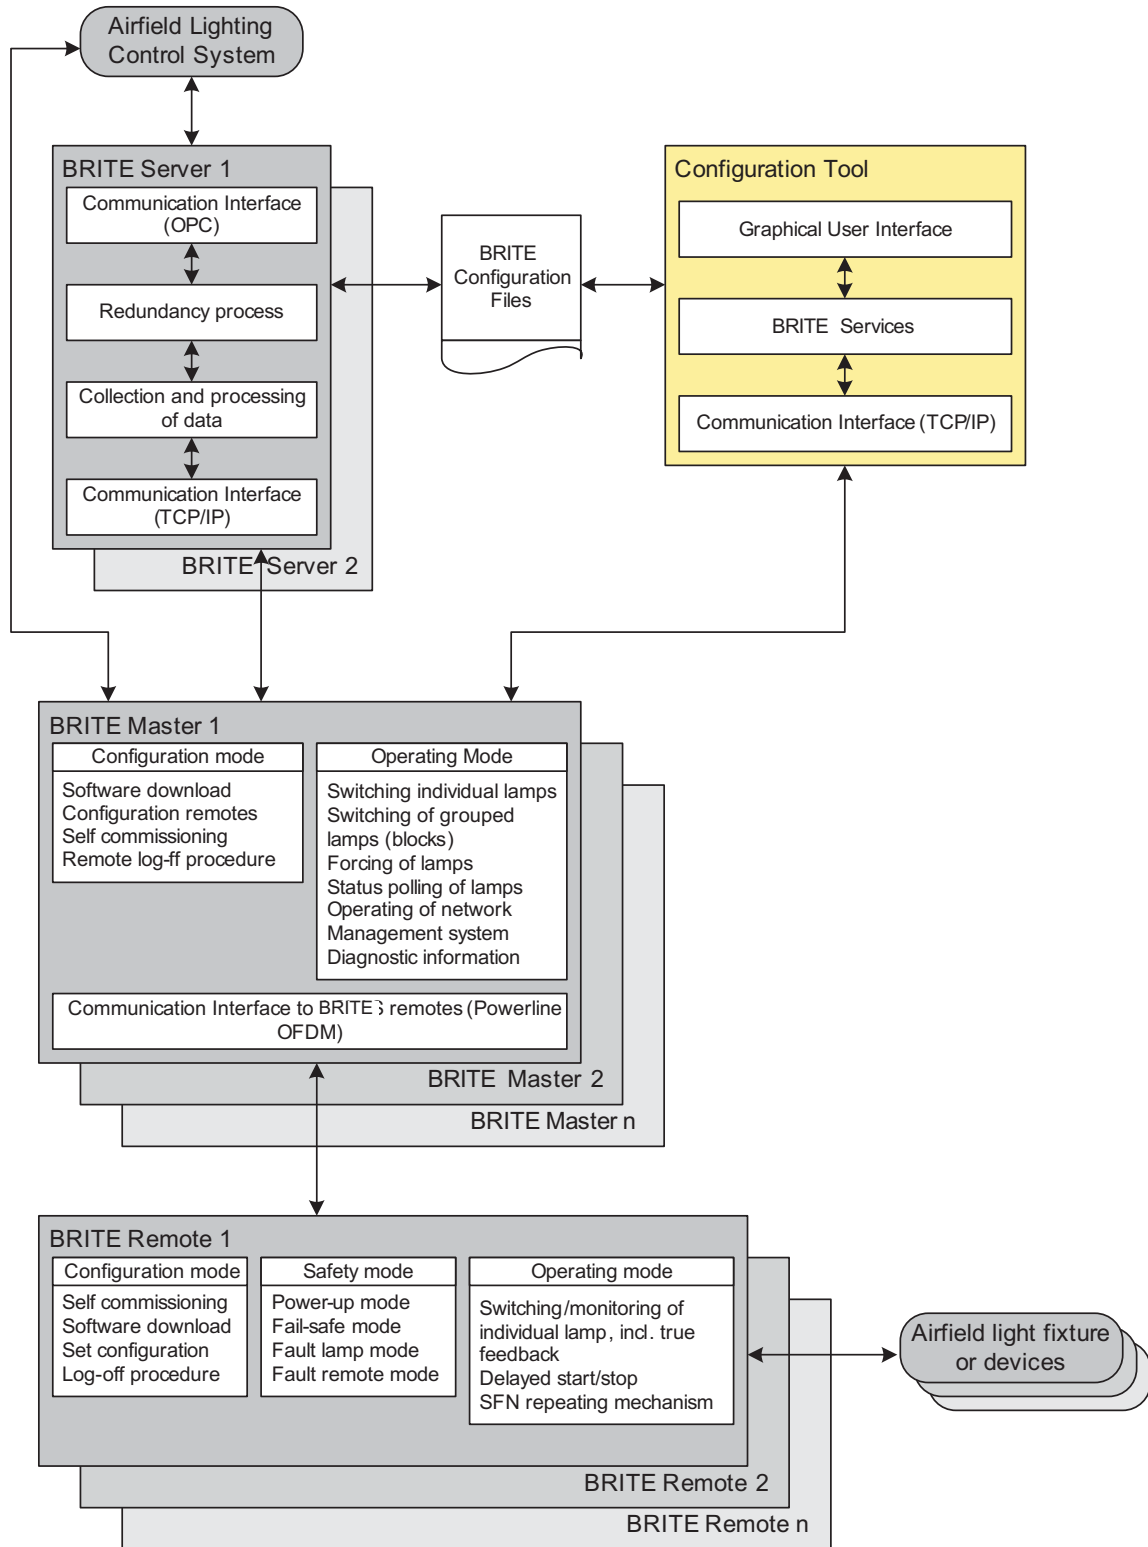 Airfield Lighting
Control System
BRITE Server 1
Communication Interface
(OPC)
Redundancy process
Collection and processing
of data
Communication Interface
(TCP/IP)
BRITE Server 2
BRITE
Configuration
Files
Configuration Tool
Graphical User Interface
BRITE Services
Communication Interface (TCP/IP)
BRITE Master 1
Configuration mode
Software download
Configuration remotes
Self commissioning
Remote log-ff procedure
Operating Mode
Switching individual lamps
Switching of grouped
lamps (blocks)
Forcing of lamps
Status polling of lamps
Operating of network
Management system
Diagnostic information
Communication Interface to BRITE S remotes (Powerline
OFDM)
BRITE Master 2
BRITE Master n
BRITE Remote 1
Configuration mode
Self commissioning
Software download
Set configuration
Log-off procedure
Safety mode
Power-up mode
Fail-safe mode
Fault lamp mode
Fault remote mode
Operating mode
Switching/monitoring of
individual lamp, incl. true
feedback
Delayed start/stop
SFN repeating mechanism
Airfield light fixture
or devices
BRITE Remote 2
BRITE Remote n